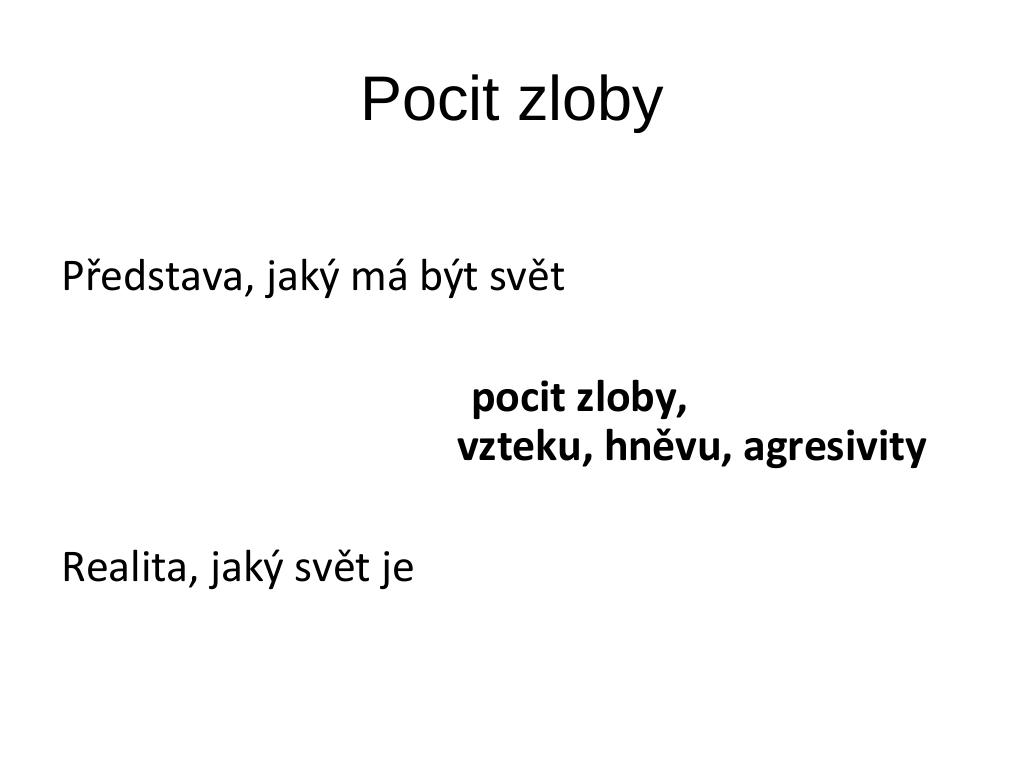 Pocit zloby
Představa, jaký má být svět
pocit zloby,
vzteku, hněvu, agresivity
Realita, jaký svět je